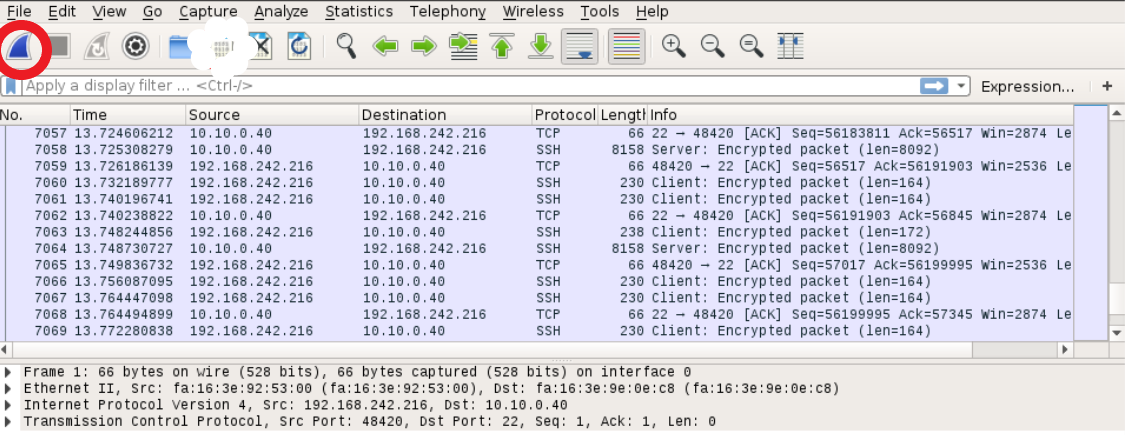 File Edit View Go Capture Analyze Statistics Telephony Wireless Tools Help
Apply a display filter ... <Ctrl-/> Expression... +
No. Time Source Destination Protocol Length Info
7057 13.724606212 10.10.0.40 192.168.242.216 TCP 66 22 → 48420 [ACK] Seq=56183811 Ack=56517 Win=2874 Le
7058 13.725308279 10.10.0.40 192.168.242.216 SSH 8158 Server: Encrypted packet (len=8092)
7059 13.726186139 192.168.242.216 10.10.0.40 TCP 66 48420 → 22 [ACK] Seq=56517 Ack=56191903 Win=2536 Le
7060 13.732189777 192.168.242.216 10.10.0.40 SSH 230 Client: Encrypted packet (len=164)
7061 13.740196741 192.168.242.216 10.10.0.40 SSH 230 Client: Encrypted packet (len=164)
7062 13.740238822 10.10.0.40 192.168.242.216 TCP 66 22 → 48420 [ACK] Seq=56191903 Ack=56845 Win=2874 Le
7063 13.748244856 192.168.242.216 10.10.0.40 SSH 238 Client: Encrypted packet (len=172)
7064 13.748730727 10.10.0.40 192.168.242.216 SSH 8158 Server: Encrypted packet (len=8092)
7065 13.749836732 192.168.242.216 10.10.0.40 TCP 66 48420 → 22 [ACK] Seq=57017 Ack=56199995 Win=2536 Le
7066 13.756087095 192.168.242.216 10.10.0.40 SSH 230 Client: Encrypted packet (len=164)
7067 13.764447098 192.168.242.216 10.10.0.40 SSH 230 Client: Encrypted packet (len=164)
7068 13.764494899 10.10.0.40 192.168.242.216 TCP 66 22 → 48420 [ACK] Seq=56199995 Ack=57345 Win=2874 Le
7069 13.772280838 192.168.242.216 10.10.0.40 SSH 230 Client: Encrypted packet (len=164)
Frame 1: 66 bytes on wire (528 bits), 66 bytes captured (528 bits) on interface 0
Ethernet II, Src: fa:16:3e:92:53:00 (fa:16:3e:92:53:00), Dst: fa:16:3e:9e:0e:c8 (fa:16:3e:9e:0e:c8)
Internet Protocol Version 4, Src: 192.168.242.216, Dst: 10.10.0.40
Transmission Control Protocol, Src Port: 48420, Dst Port: 22, Seq: 1, Ack: 1, Len: 0